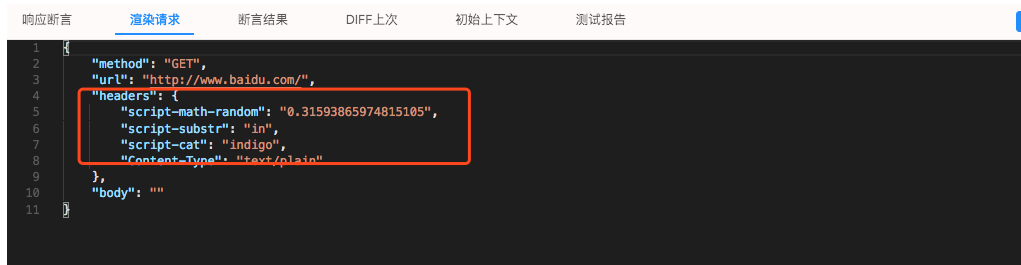 响应断言 渲染请求 断言结果 DIFF上次 初始上下文 测试报告
1 {
2 "method": "GET",
3 "url": "http://www.baidu.com/",
4 "headers": {
5 "script-math-random": "0.31593865974815105",
6 "script-substr": "in",
7 "script-cat": "indigo",
8 "Content-Type": "text/plain"
9 },
10 "body": ""
11 }